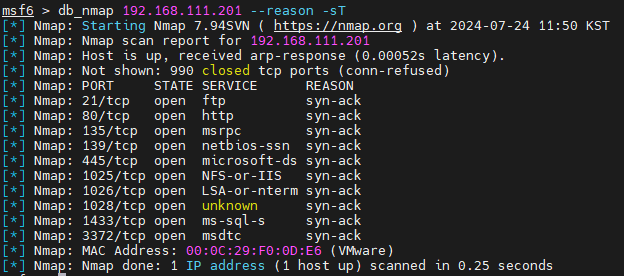 msf6 > db_nmap 192.168.111.201 --reason -sT
[*] Nmap: Starting Nmap 7.94SVN ( https://nmap.org ) at 2024-07-24 11:50 KST
[*] Nmap: Nmap scan report for 192.168.111.201
[*] Nmap: Host is up, received arp-response (0.00052s latency).
[*] Nmap: Not shown: 990 closed tcp ports (conn-refused)
[*] Nmap: PORT     STATE SERVICE      REASON
[*] Nmap: 21/tcp   open  ftp          syn-ack
[*] Nmap: 80/tcp   open  http         syn-ack
[*] Nmap: 135/tcp  open  msrpc        syn-ack
[*] Nmap: 139/tcp  open  netbios-ssn  syn-ack
[*] Nmap: 445/tcp  open  microsoft-ds syn-ack
[*] Nmap: 1025/tcp open  NFS-or-IIS   syn-ack
[*] Nmap: 1026/tcp open  LSA-or-nterm syn-ack
[*] Nmap: 1028/tcp open  unknown      syn-ack
[*] Nmap: 1433/tcp open  ms-sql-s     syn-ack
[*] Nmap: 3372/tcp open  msdtc        syn-ack
[*] Nmap: MAC Address: 00:0C:29:F0:0D:E6 (VMware)
[*] Nmap: Nmap done: 1 IP address (1 host up) scanned in 0.25 seconds